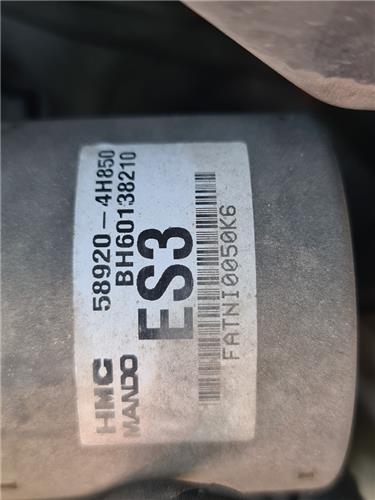 HMC 58920-4H850
MANDO BH60138210
ES3
FATNI0050K6